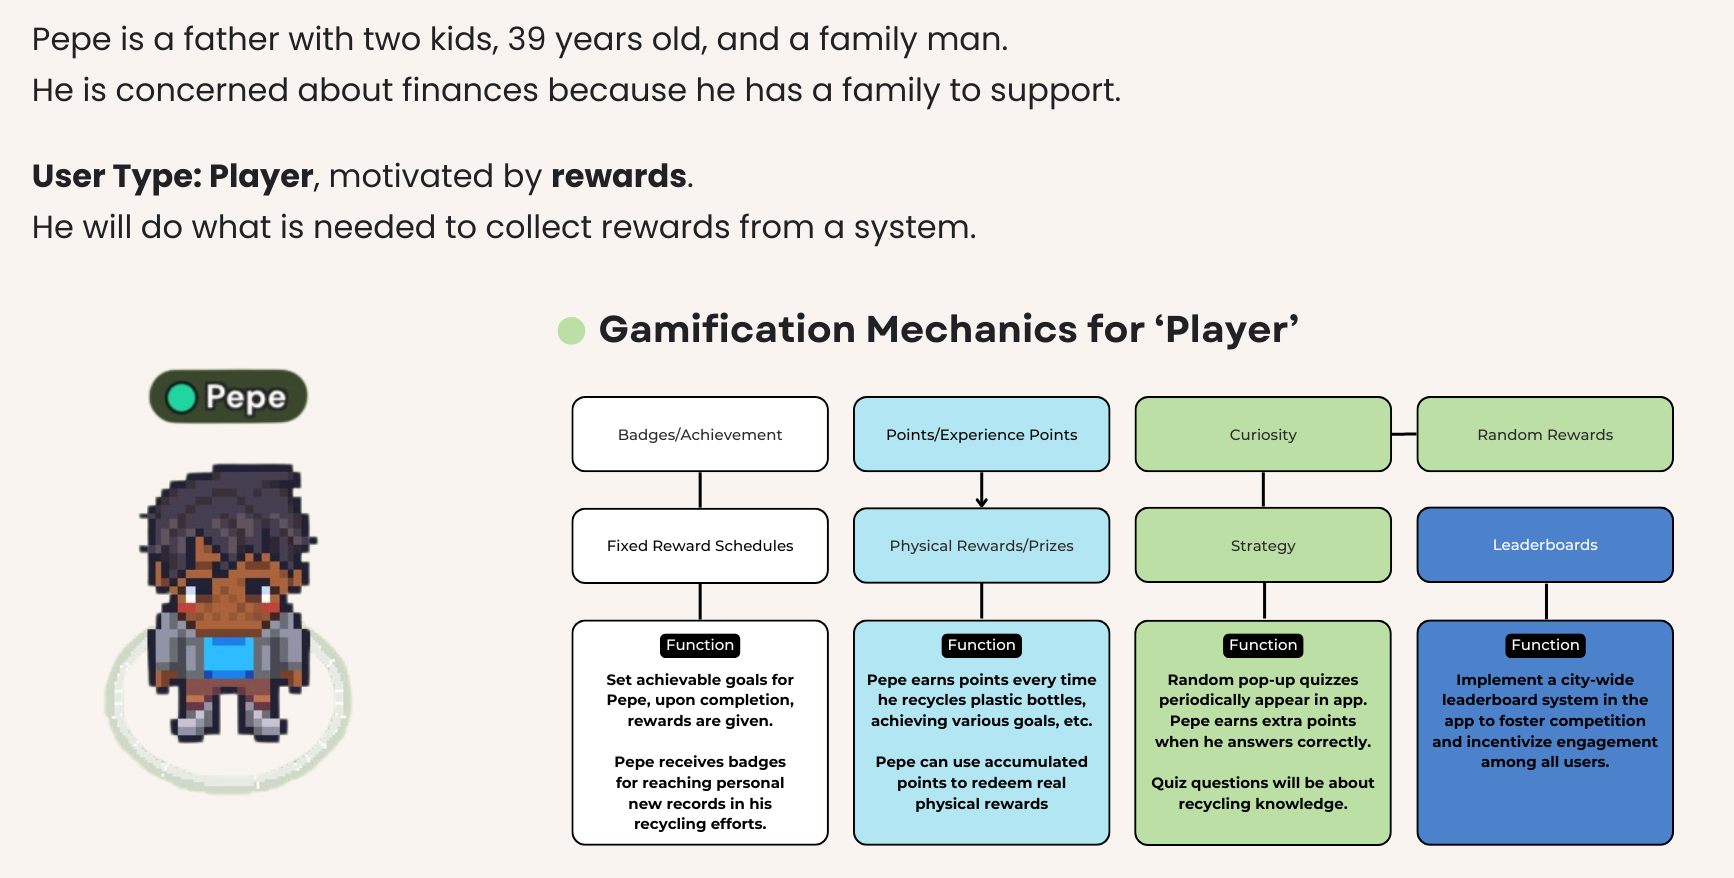 Pepe is a father with two kids, 39 years old, and a family man.
He is concerned about finances because he has a family to support.
User Type: Player, motivated by rewards.
He will do what is needed to collect rewards from a system.
Gamification Mechanics for ‘Player’
Pepe
Badges/Achievement
Fixed Reward Schedules
Function
Set achievable goals for
Pepe, upon completion,
rewards are given.
Pepe receives badges
for reaching personal
new records in his
recycling efforts.
Points/Experience Points
Physical Rewards/Prizes
Function
Pepe earns points every time
he recycles plastic bottles,
achieving various goals, etc.
Pepe can use accumulated
points to redeem real
physical rewards
Curiosity
Strategy
Function
Random pop-up quizzes
periodically appear in app.
Pepe earns extra points
when he answers correctly.
Quiz questions will be about
recycling knowledge.
Random Rewards
Leaderboards
Function
Implement a city-wide
leaderboard system in the
app to foster competition
and incentivize engagement
among all users.